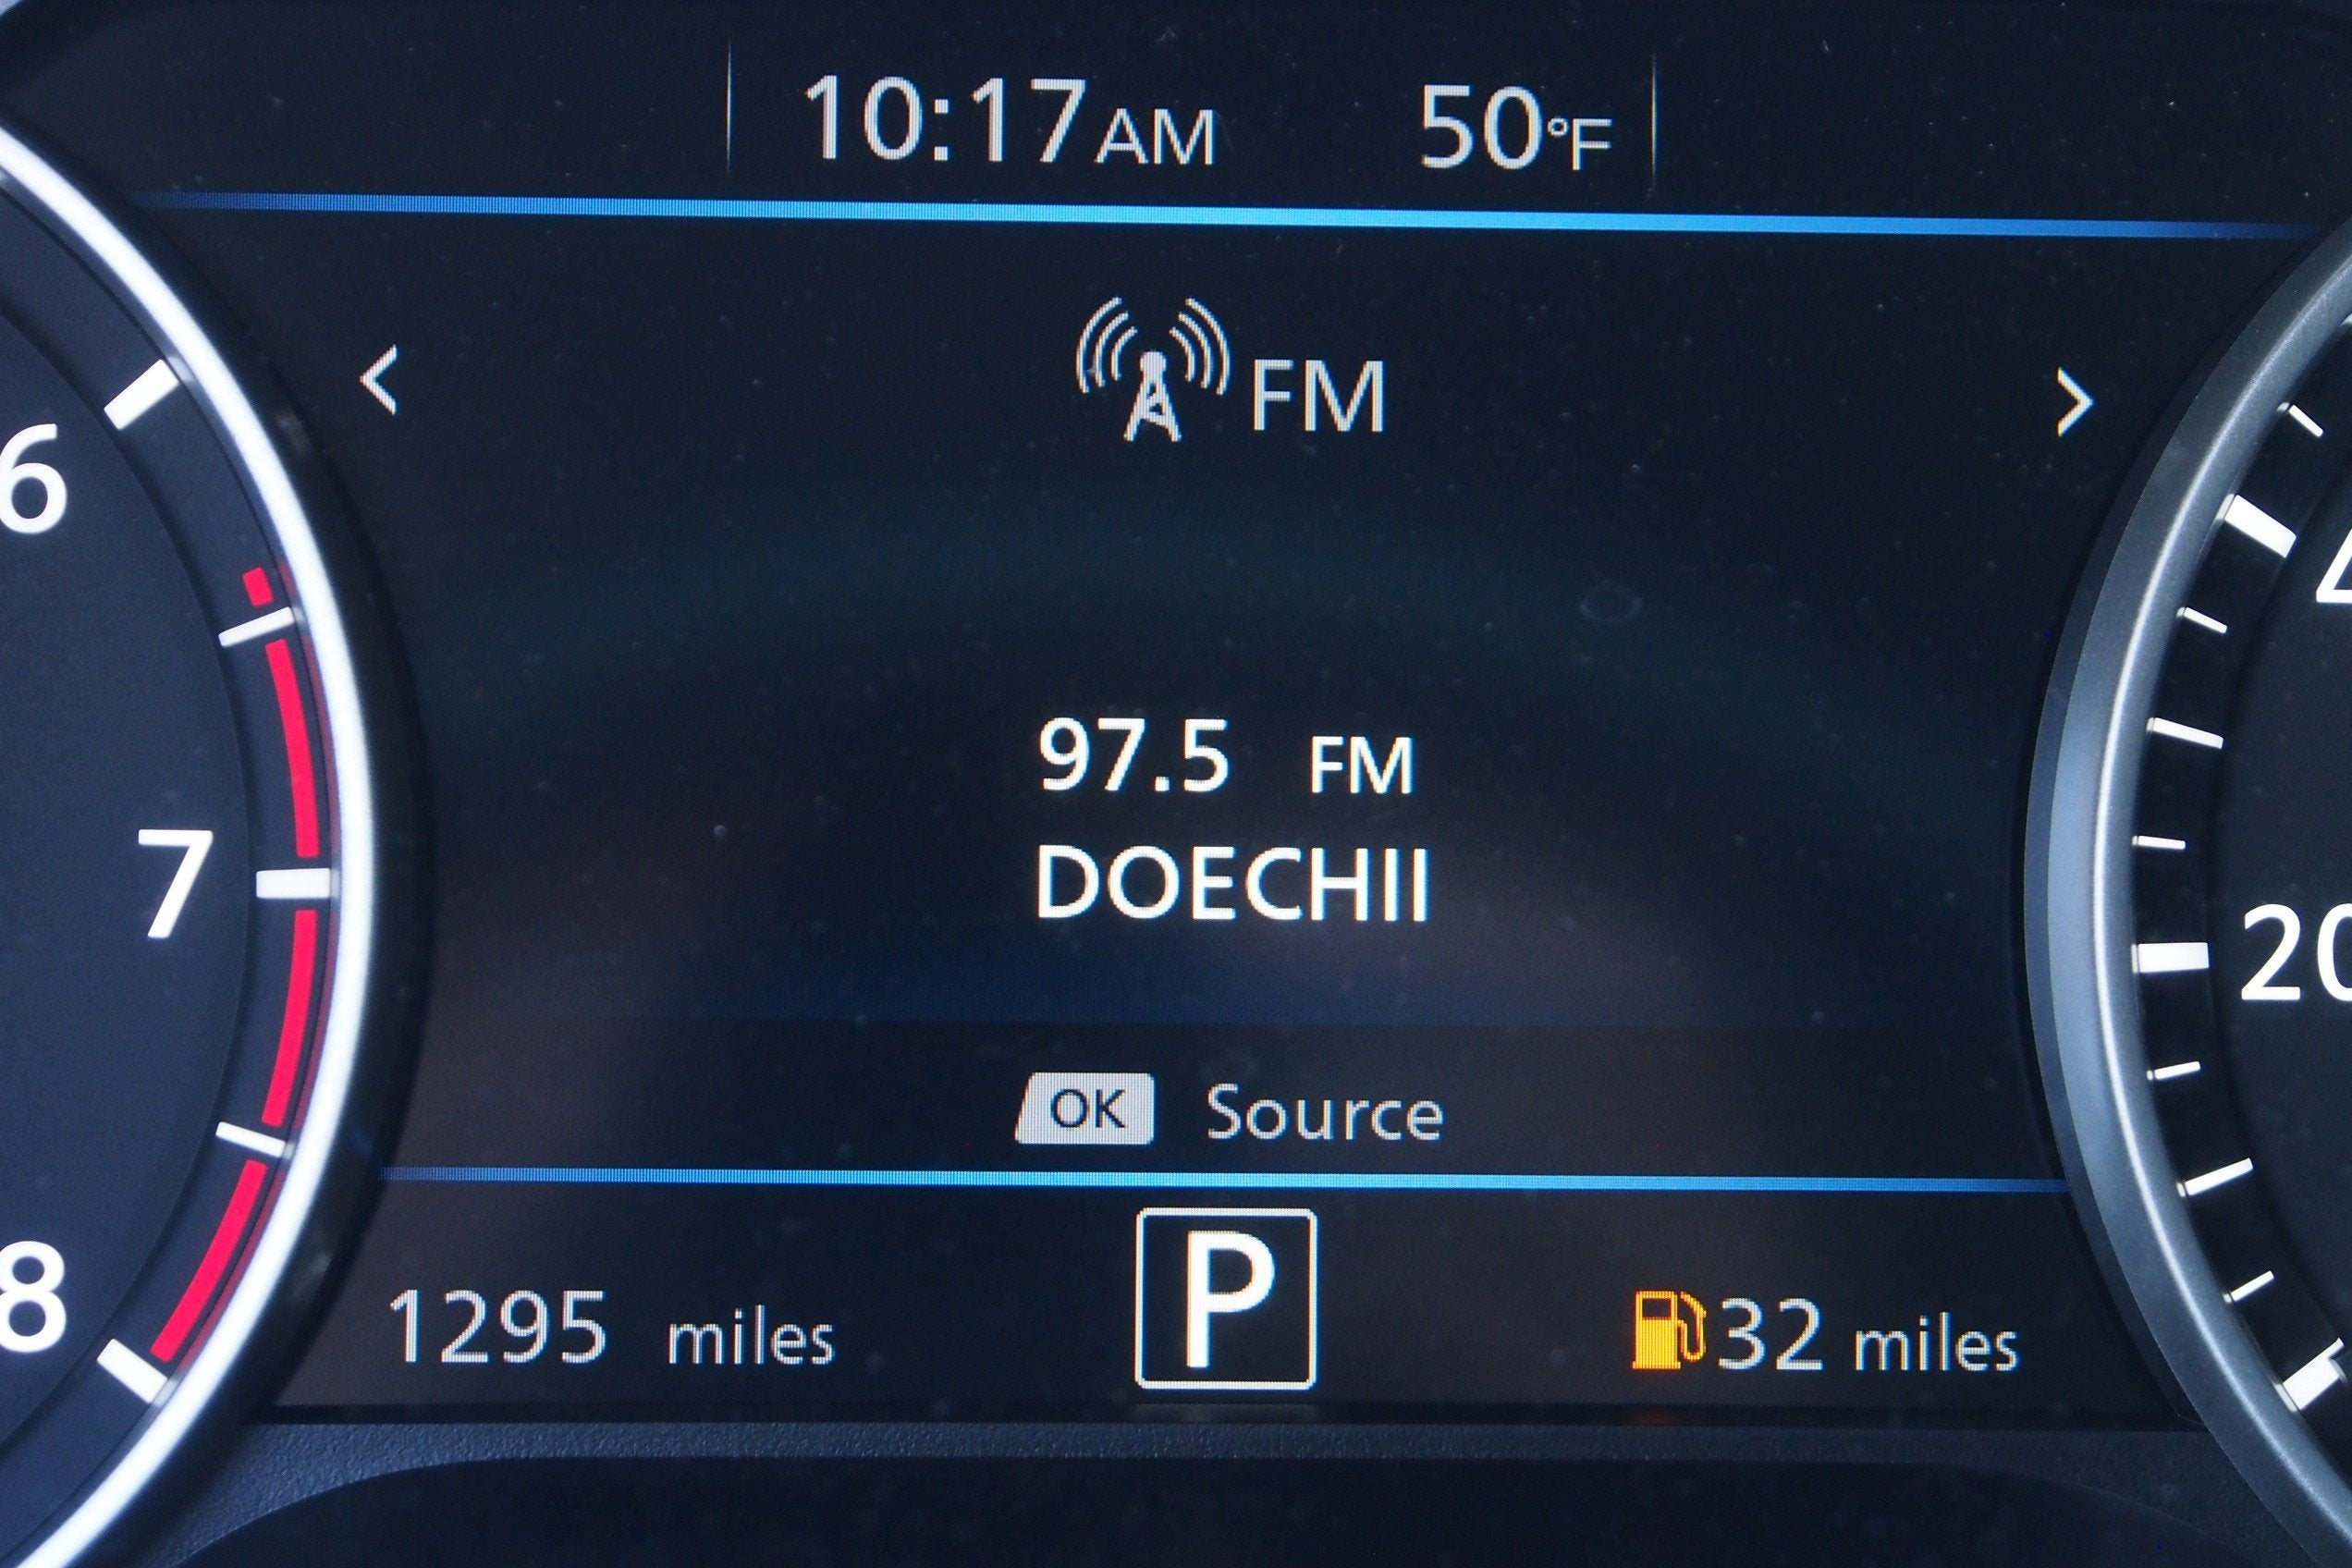 10:17AM 50°F
< FM >
6
97.5 FM
7
DOECHII
20
OK Source
P
8
1295 miles
32 miles